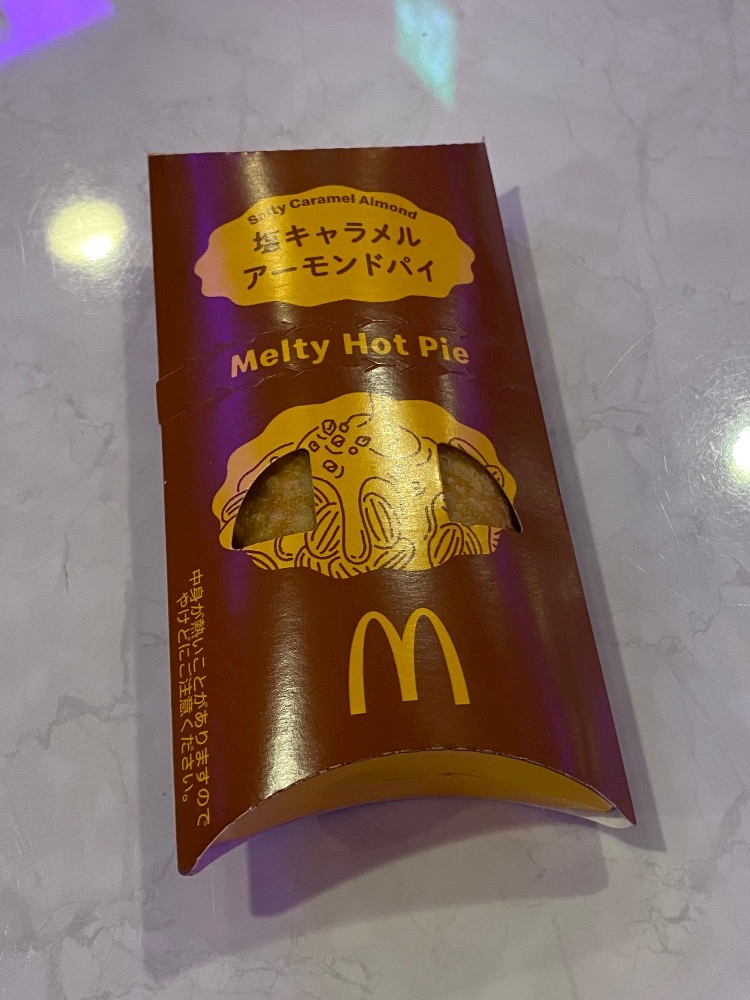 Salty Caramel Almond
塩キャラメル
アーモンドパイ
Melty Hot Pie
中身が熱いことがありますので
やけどにご注意ください。